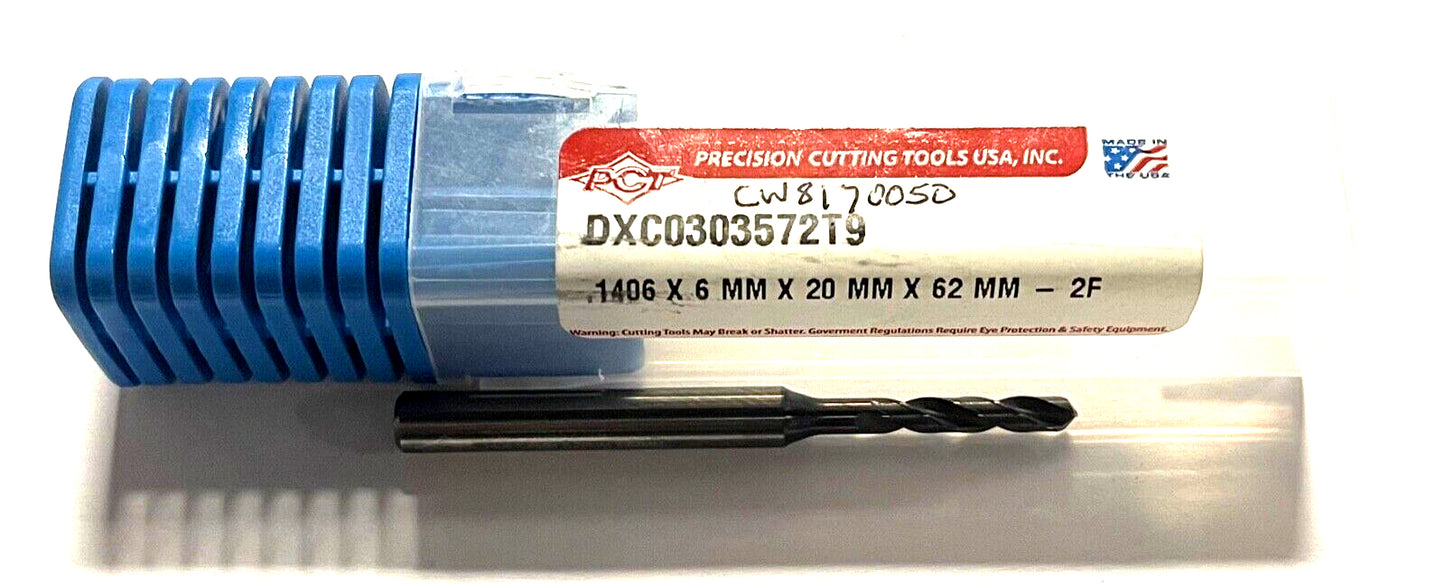 PCT PRECISION CUTTING TOOLS USA, INC.
MADE IN
THE USA
CW8170050
DXC0303572T9
.1406 X 6 MM X 20 MM X 62 MM – 2F
Warning: Cutting Tools May Break or Shatter. Goverment Regulations Require Eye Protection & Safety Equipment.